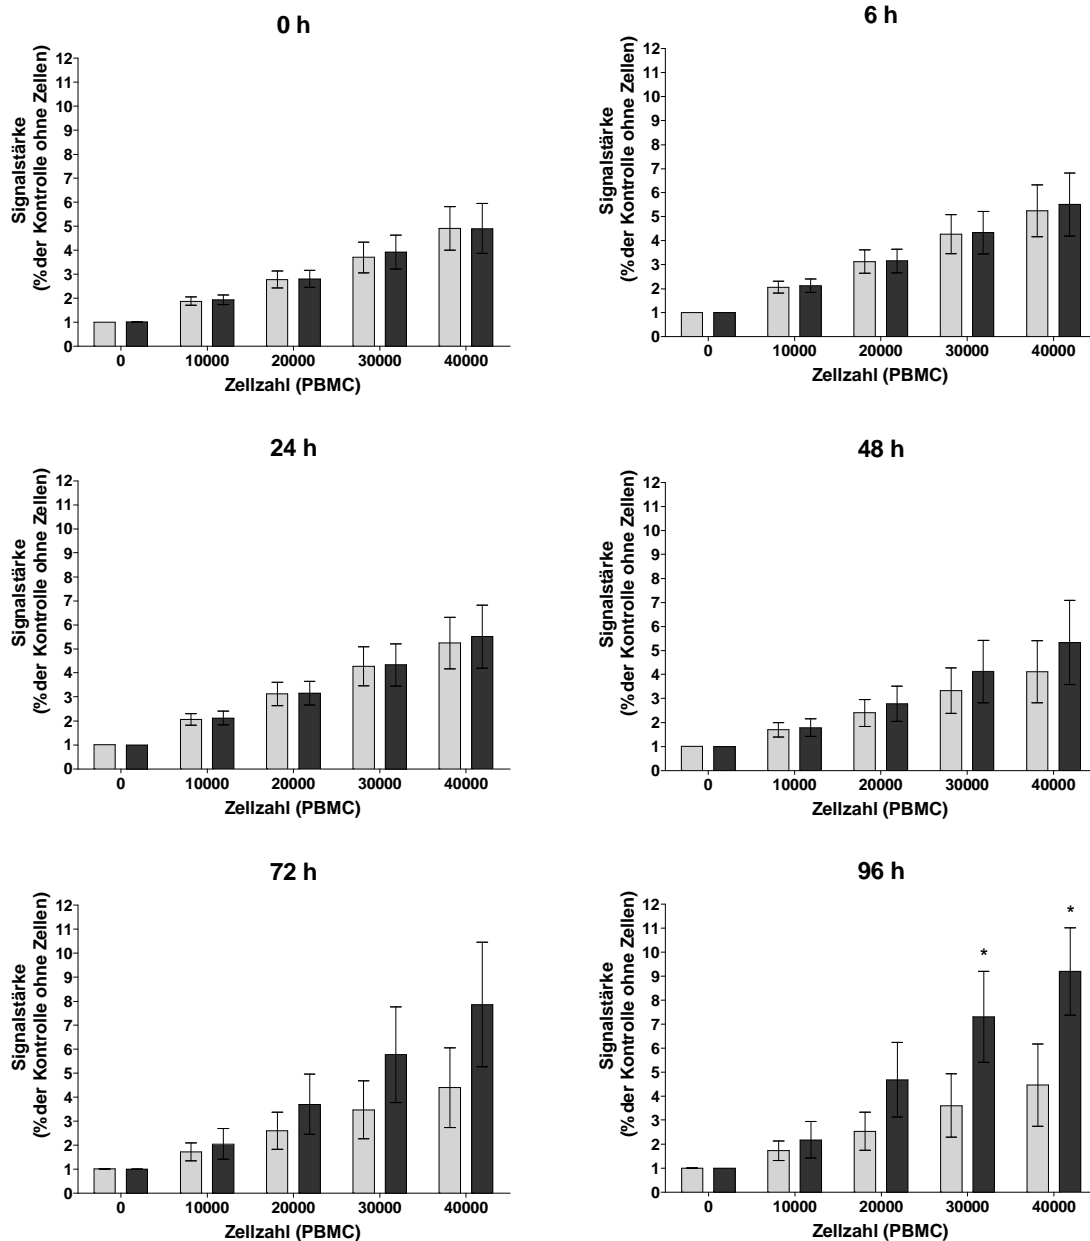 0 h
Signalstärke
(% der Kontrolle ohne Zellen)
12
11
10
9
8
7
6
5
4
3
2
1
0
0 10000 20000 30000 40000
Zellzahl (PBMC)
6 h
Signalstärke
(% der Kontrolle ohne Zellen)
12
11
10
9
8
7
6
5
4
3
2
1
0
0 10000 20000 30000 40000
Zellzahl (PBMC)
24 h
Signalstärke
(% der Kontrolle ohne Zellen)
12
11
10
9
8
7
6
5
4
3
2
1
0
0 10000 20000 30000 40000
Zellzahl (PBMC)
48 h
Signalstärke
(% der Kontrolle ohne Zellen)
12
11
10
9
8
7
6
5
4
3
2
1
0
0 10000 20000 30000 40000
Zellzahl (PBMC)
72 h
Signalstärke
(% der Kontrolle ohne Zellen)
12
11
10
9
8
7
6
5
4
3
2
1
0
0 10000 20000 30000 40000
Zellzahl (PBMC)
96 h
Signalstärke
(% der Kontrolle ohne Zellen)
12
11
10
9
8
7
6
5
4
3
2
1
0
*
*
0 10000 20000 30000 40000
Zellzahl (PBMC)